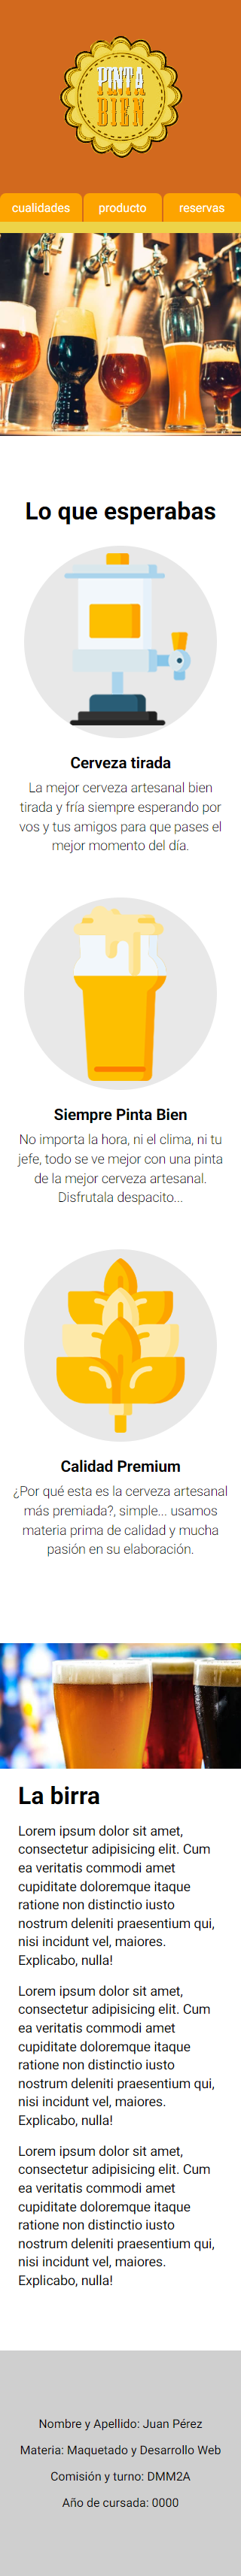 PINTA
BIEN
cualidades producto reservas
Lo que esperabas
Cerveza tirada
La mejor cerveza artesanal bien
tirada y fría siempre esperando por
vos y tus amigos para que pases el
mejor momento del día.
Siempre Pinta Bien
No importa la hora, ni el clima, ni tu
jefe, todo se ve mejor con una pinta
de la mejor cerveza artesanal.
Disfrutala despacito...
Calidad Premium
¿Por qué esta es la cerveza artesanal
más premiada?, simple... usamos
materia prima de calidad y mucha
pasión en su elaboración.
La birra
Lorem ipsum dolor sit amet,
consectetur adipisicing elit. Cum
ea veritatis commodi amet
cupiditate doloremque itaque
ratione non distinctio iusto
nostrum deleniti praesentium qui,
nisi incidunt vel, maiores.
Explicabo, nulla!
Lorem ipsum dolor sit amet,
consectetur adipisicing elit. Cum
ea veritatis commodi amet
cupiditate doloremque itaque
ratione non distinctio iusto
nostrum deleniti praesentium qui,
nisi incidunt vel, maiores.
Explicabo, nulla!
Lorem ipsum dolor sit amet,
consectetur adipisicing elit. Cum
ea veritatis commodi amet
cupiditate doloremque itaque
ratione non distinctio iusto
nostrum deleniti praesentium qui,
nisi incidunt vel, maiores.
Explicabo, nulla!
Nombre y Apellido: Juan Pérez
Materia: Maquetado y Desarrollo Web
Comisión y turno: DMM2A
Año de cursada: 0000